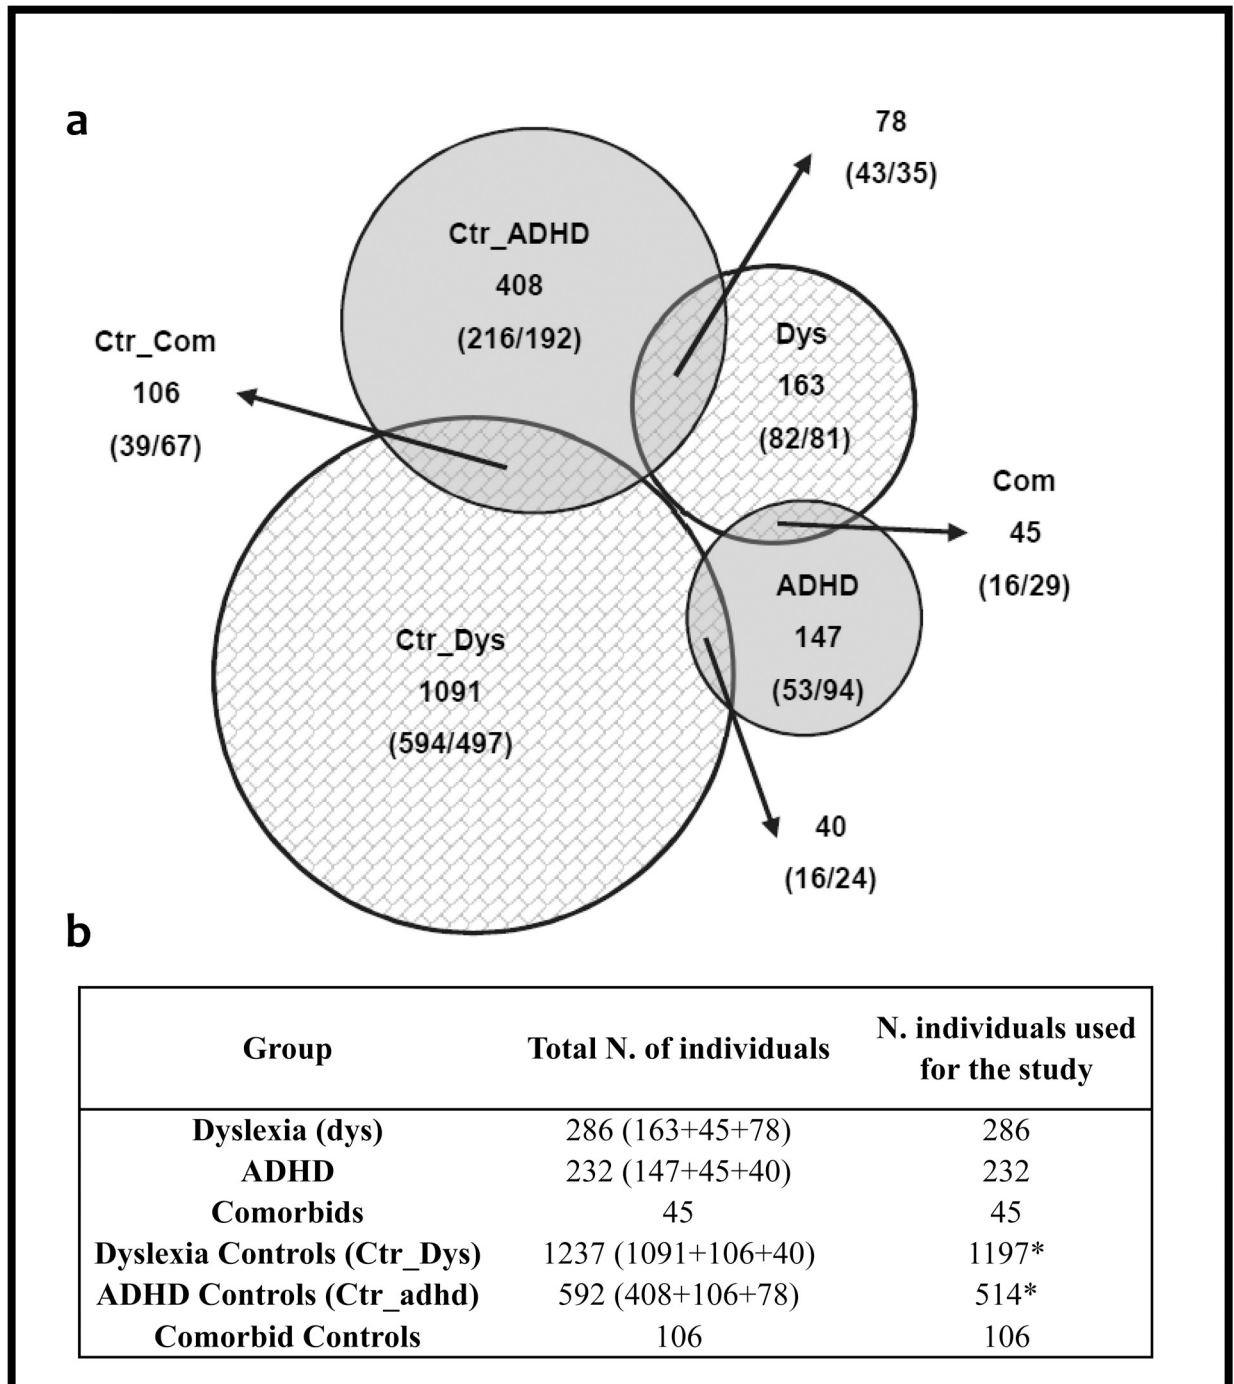 a
78
(43/35)
Ctr_ADHD
408
(216/192)
Dys
163
(82/81)
Ctr_Com
106
(39/67)
Com
45
(16/29)
ADHD
147
(53/94)
Ctr_Dys
1091
(594/497)
40
(16/24)
b
Group Total N. of individuals N. individuals used for the study
Dyslexia (dys) 286 (163+45+78) 286
ADHD 232 (147+45+40) 232
Comorbids 45 45
Dyslexia Controls (Ctr_Dys) 1237 (1091+106+40) 1197*
ADHD Controls (Ctr_adhd) 592 (408+106+78) 514*
Comorbid Controls 106 106